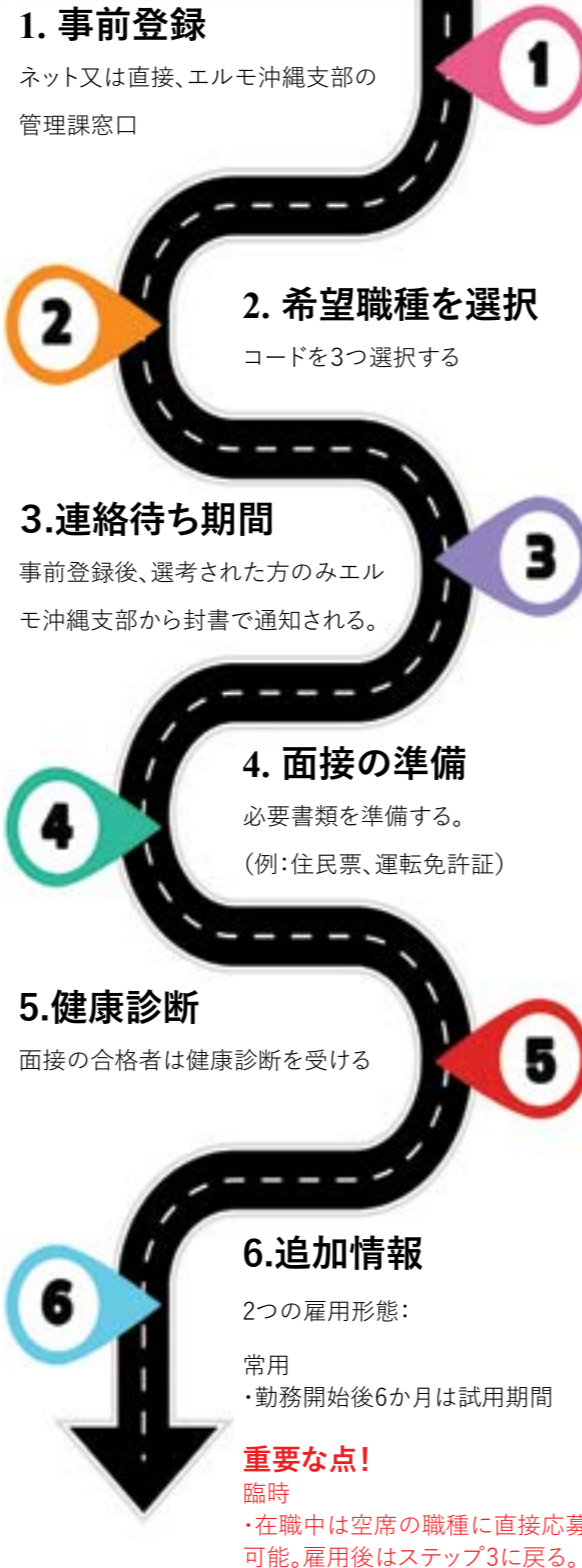 1. 事前登録
ネット又は直接、エルモ沖縄支部の
管理課窓口
1
2
2. 希望職種を選択
コードを3つ選択する
3.連絡待ち期間
事前登録後、選考された方のみエル
モ沖縄支部から封書で通知される。
3
4. 面接の準備
必要書類を準備する。
(例:住民票、運転免許証)
4
5.健康診断
面接の合格者は健康診断を受ける
5
6.追加情報
6
2つの雇用形態:
常用
・勤務開始後6か月は試用期間
重要な点!
臨時
・在職中は空席の職種に直接応募
可能。雇用後はステップ3に戻る。